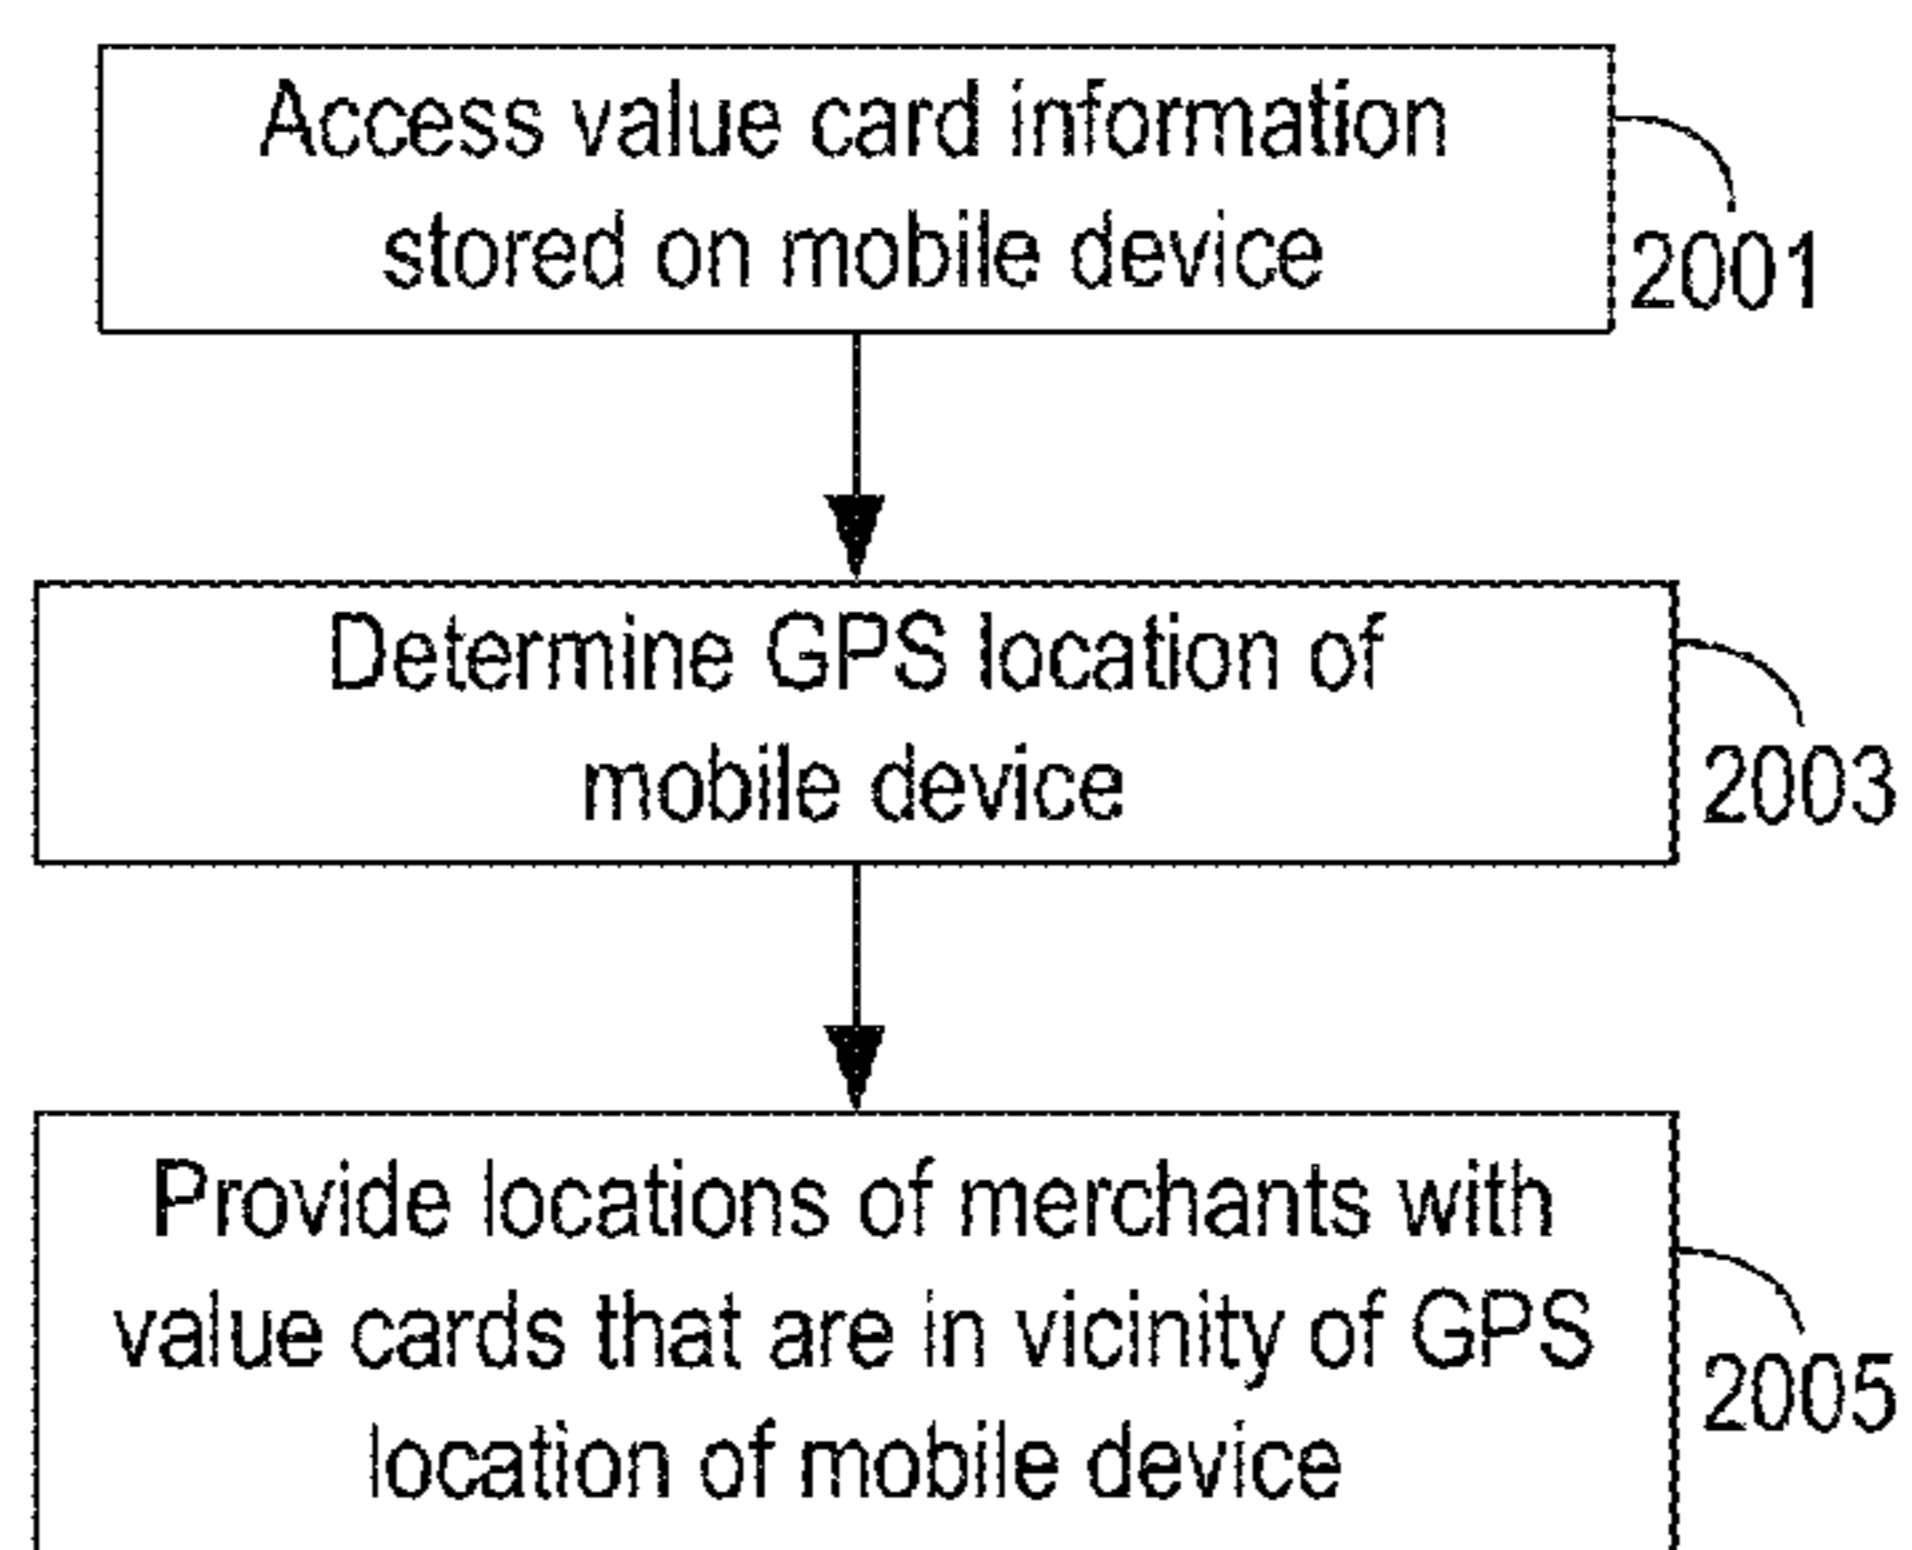 Access value card information
stored on mobile device
2001
Determine GPS location of
mobile device
2003
Provide locations of merchants with
value cards that are in vicinity of GPS
location of mobile device
2005